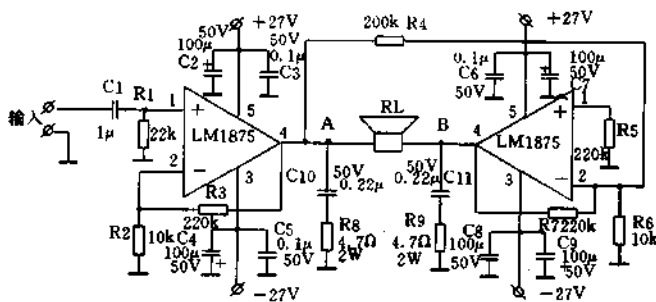 50V
+27V
100μ
50V
0.1μ
C2
+
C3
200k R4
+27V
0.1μ
C6
50V
100μ
50V
+
C7
C1
1μ
R1
22k
输入
1
+
5
LM1875
4
2
−
3
A
RL
B
5
+
1
4
LM1875
3
−
2
R5
220k
R3
220k
R2
10k
C4
100μ
50V
+
C5
0.1μ
50V
-27V
C10
50V
0.22μ
R8
4.7Ω
2W
50V
0.22μ
C11
R9
4.7Ω
2W
R7220k
R6
10k
C8
100μ
50V
C9
100μ
50V
+
-27V